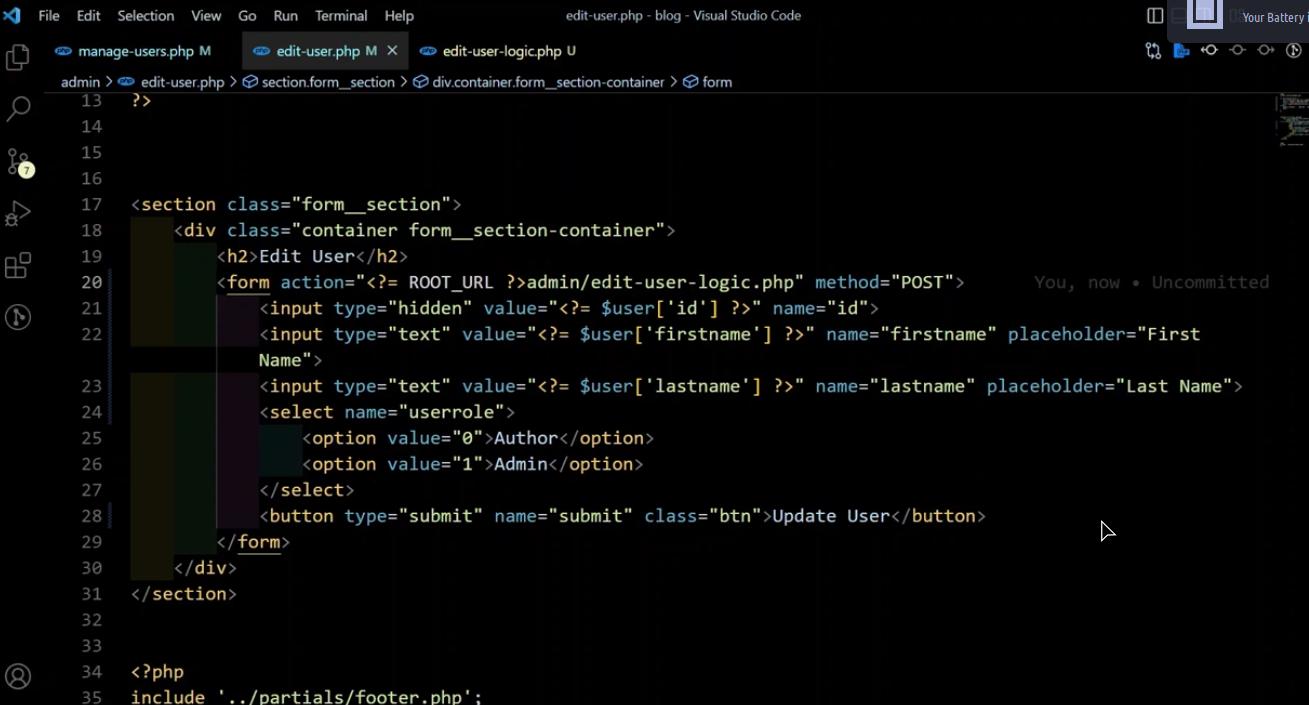 File Edit Selection View Go Run Terminal Help edit-user.php - blog - Visual Studio Code Your Battery i
manage-users.php M edit-user.php M × edit-user-logic.php U
admin > edit-user.php > section.form__section > div.container.form__section-container > form
13 ?>
14
15
16
7
17 <section class="form__section">
18 <div class="container form__section-container">
19 <h2>Edit User</h2>
20 <form action="<?= ROOT_URL ?>admin/edit-user-logic.php" method="POST"> You, now • Uncommitted
21 <input type="hidden" value="<?= $user['id'] ?>" name="id">
22 <input type="text" value="<?= $user['firstname'] ?>" name="firstname" placeholder="First
Name">
23 <input type="text" value="<?= $user['lastname'] ?>" name="lastname" placeholder="Last Name">
24 <select name="userrole">
25 <option value="0">Author</option>
26 <option value="1">Admin</option>
27 </select>
28 <button type="submit" name="submit" class="btn">Update User</button>
29 </form>
30 </div>
31 </section>
32
33
34 <?php
35 include '../partials/footer.php';